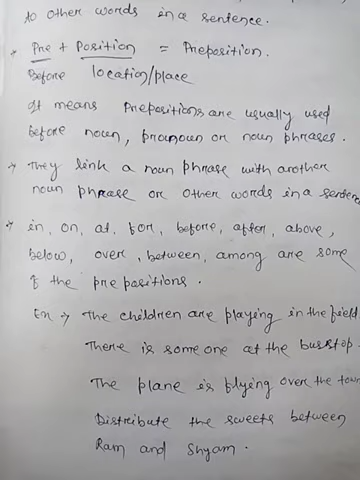 to other words in a sentence.
* Pre + Position = Preposition.
Before location/place
It means Prepositions are usually used
before noun, pronoun or noun phrases.
→ They link a noun phrase with another
noun phrase or other words in a sentence
→ in, on, at, for, before, after, above,
below, over, between, among are some
of the prepositions.
Ex → The children are playing in the field
There is some one at the busstop.
The plane is flying over the town
Distribute the sweets between
Ram and Shyam.